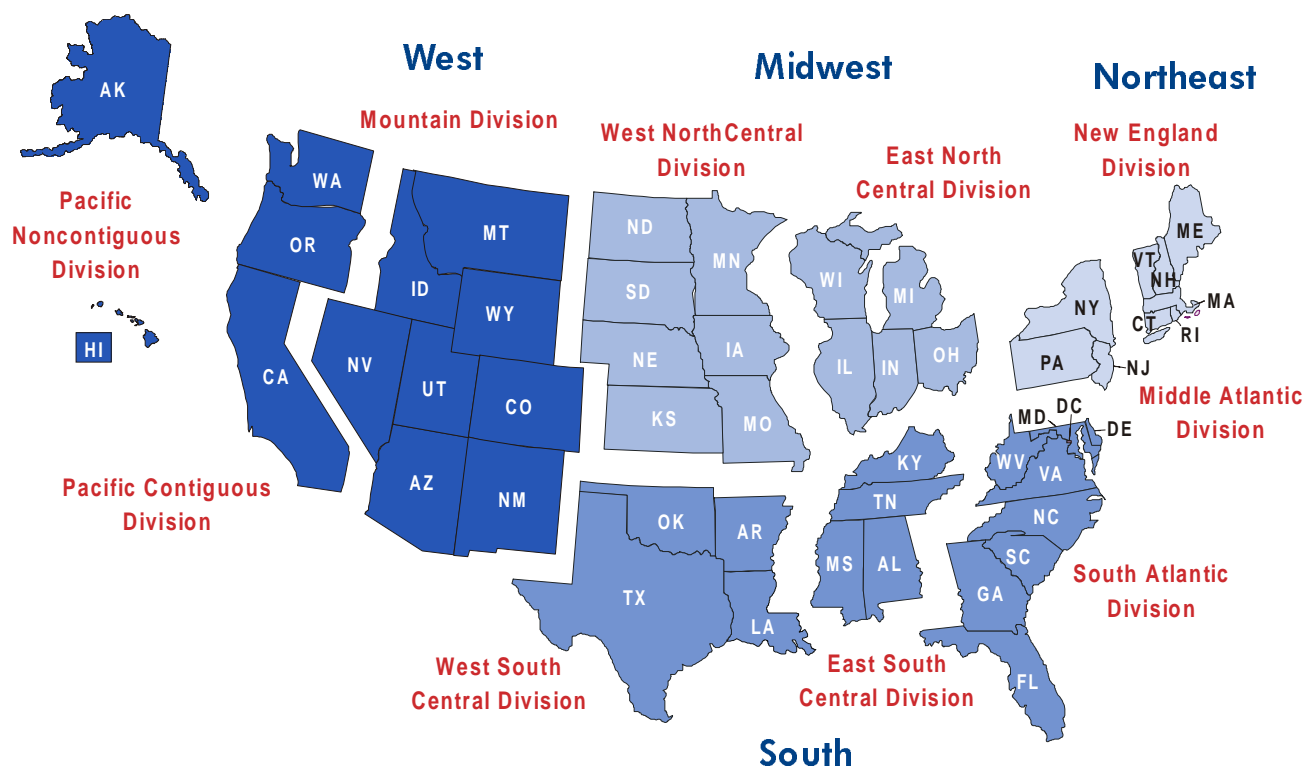 West
Midwest
Northeast
Mountain Division
West NorthCentral
Division
East North
Central Division
New England
Division
Pacific
Noncontiguous
Division
Pacific Contiguous
Division
Middle Atlantic
Division
South Atlantic
Division
West South
Central Division
East South
Central Division
South
AK
HI
WA
OR
CA
MT
ID
WY
NV
UT
CO
AZ
NM
ND
MN
SD
NE
IA
KS
MO
WI
MI
IL
IN
OH
ME
VT
NH
NY
MA
CT
RI
PA
NJ
MD
DC
DE
WV
VA
KY
TN
NC
SC
MS
AL
GA
FL
OK
AR
TX
LA